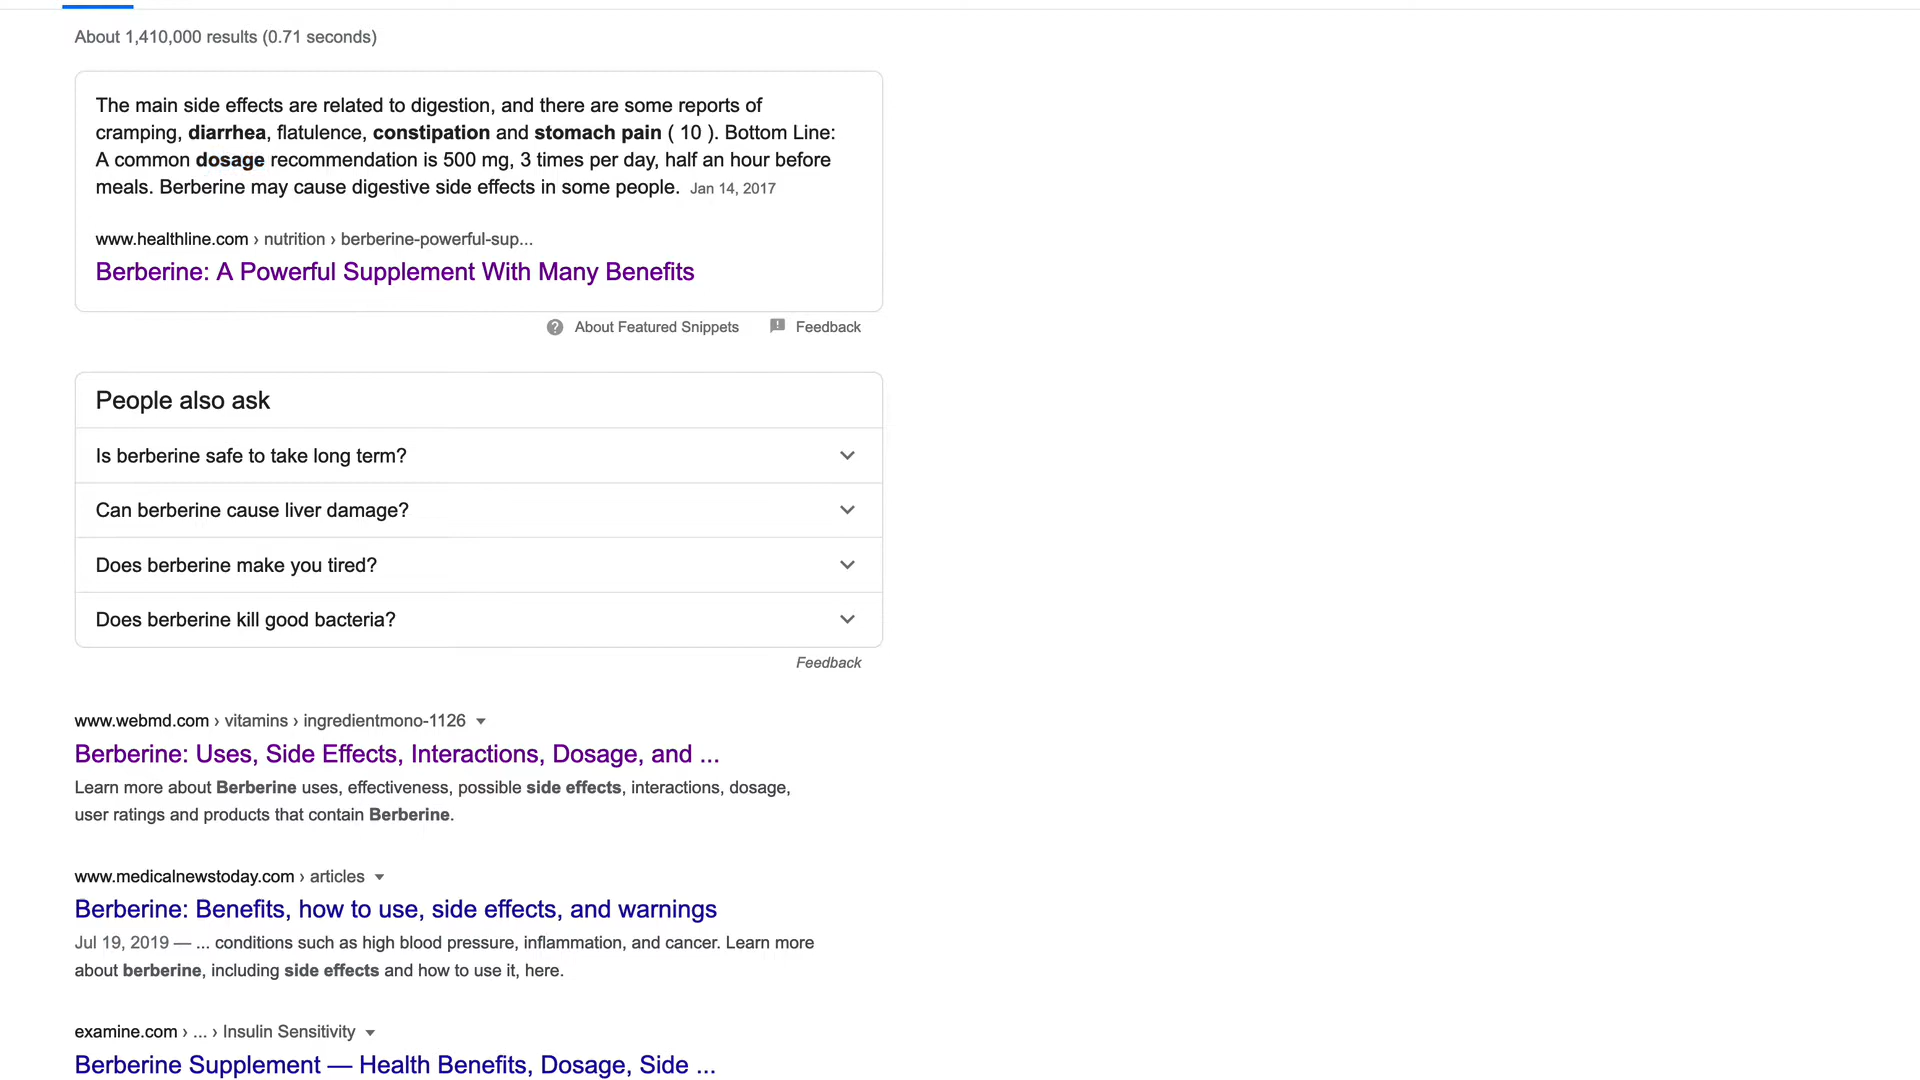 About 1,410,000 results (0.71 seconds)
The main side effects are related to digestion, and there are some reports of
cramping, diarrhea, flatulence, constipation and stomach pain ( 10 ). Bottom Line:
A common dosage recommendation is 500 mg, 3 times per day, half an hour before
meals. Berberine may cause digestive side effects in some people. Jan 14, 2017
www.healthline.com › nutrition › berberine-powerful-sup...
Berberine: A Powerful Supplement With Many Benefits
About Featured Snippets Feedback
People also ask
Is berberine safe to take long term?
Can berberine cause liver damage?
Does berberine make you tired?
Does berberine kill good bacteria?
Feedback
www.webmd.com › vitamins › ingredientmono-1126
Berberine: Uses, Side Effects, Interactions, Dosage, and ...
Learn more about Berberine uses, effectiveness, possible side effects, interactions, dosage,
user ratings and products that contain Berberine.
www.medicalnewstoday.com › articles
Berberine: Benefits, how to use, side effects, and warnings
Jul 19, 2019 — ... conditions such as high blood pressure, inflammation, and cancer. Learn more
about berberine, including side effects and how to use it, here.
examine.com › ... › Insulin Sensitivity
Berberine Supplement — Health Benefits, Dosage, Side ...